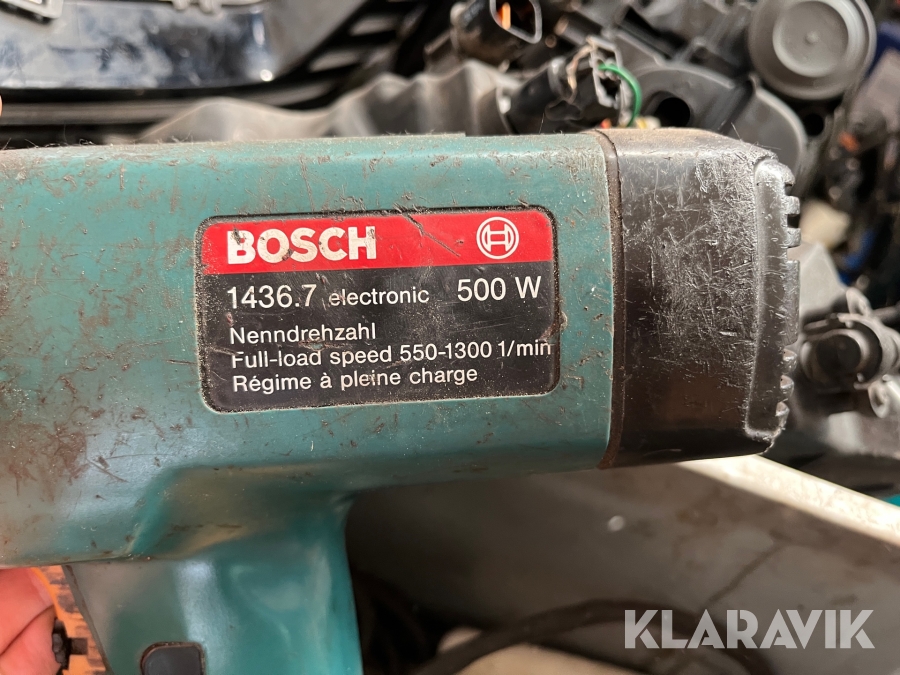 BOSCH
1436.7 electronic 500 W
Nenndrehzahl
Full-load speed 550-1300 1/min
Régime à pleine charge
KLARAVIK